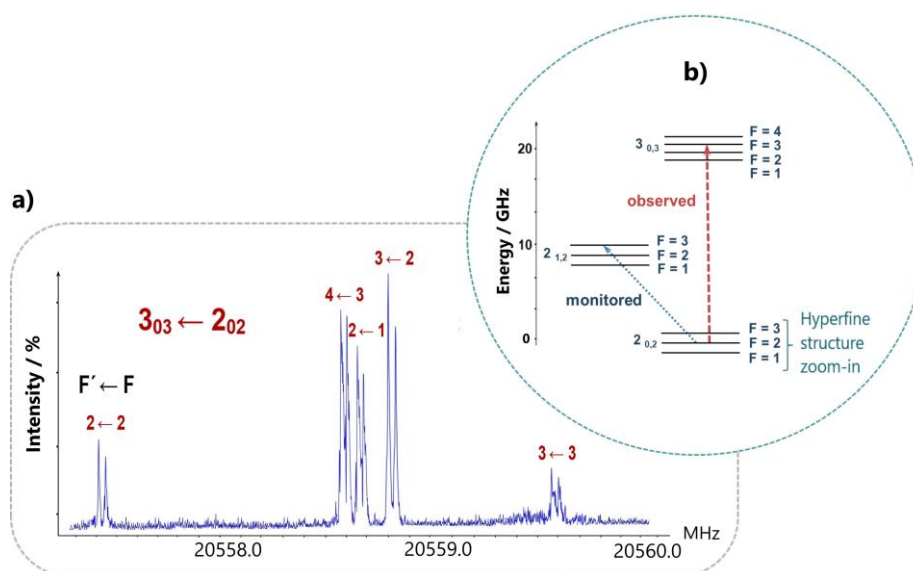 a)
3₀₃ ← 2₀₂
F´ ← F
2 ← 2
4 ← 3
2 ← 1
3 ← 2
3 ← 3
Intensity / %
20558.0
20559.0
20560.0
MHz
b)
Energy / GHz
20
10
0
3 ₀,₃
F = 4
F = 3
F = 2
F = 1
observed
2 ₁,₂
F = 3
F = 2
F = 1
monitored
2 ₀,₂
F = 3
F = 2
F = 1
Hyperfine
structure
zoom-in